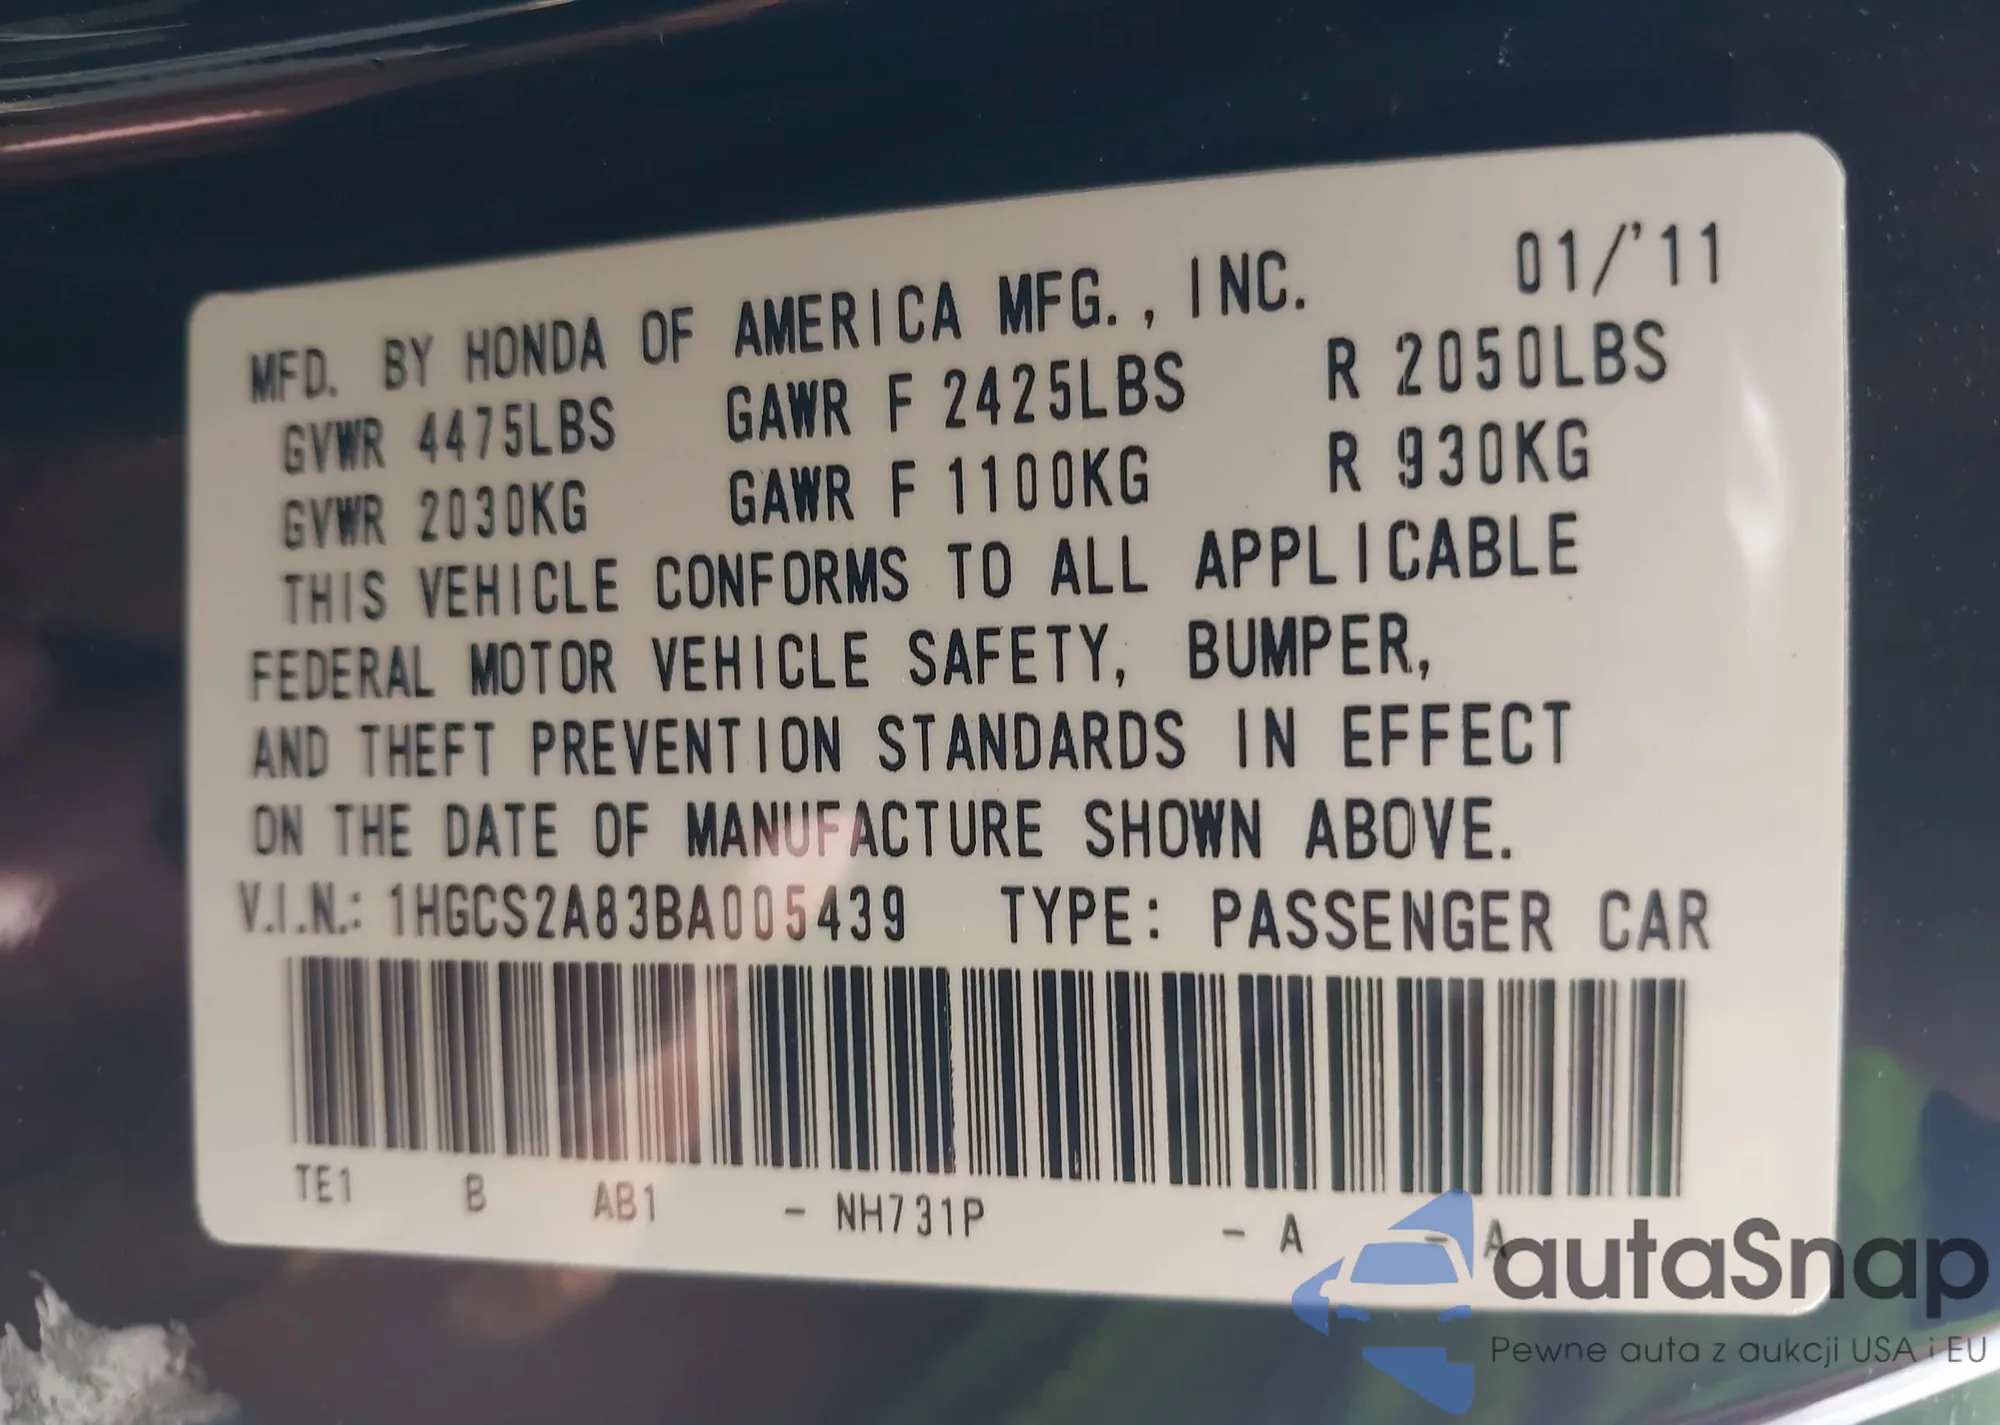 MFD. BY HONDA OF AMERICA MFG., INC. 01/'11
GVWR 4475LBS GAWR F 2425LBS R 2050LBS
GVWR 2030KG GAWR F 1100KG R 930KG
THIS VEHICLE CONFORMS TO ALL APPLICABLE
FEDERAL MOTOR VEHICLE SAFETY, BUMPER,
AND THEFT PREVENTION STANDARDS IN EFFECT
ON THE DATE OF MANUFACTURE SHOWN ABOVE.
V.I.N.: 1HGCS2A83BA005439 TYPE: PASSENGER CAR
TE1 B AB1 - NH731P - A - A
autaSnap
Pewne auta z aukcji USA i EU